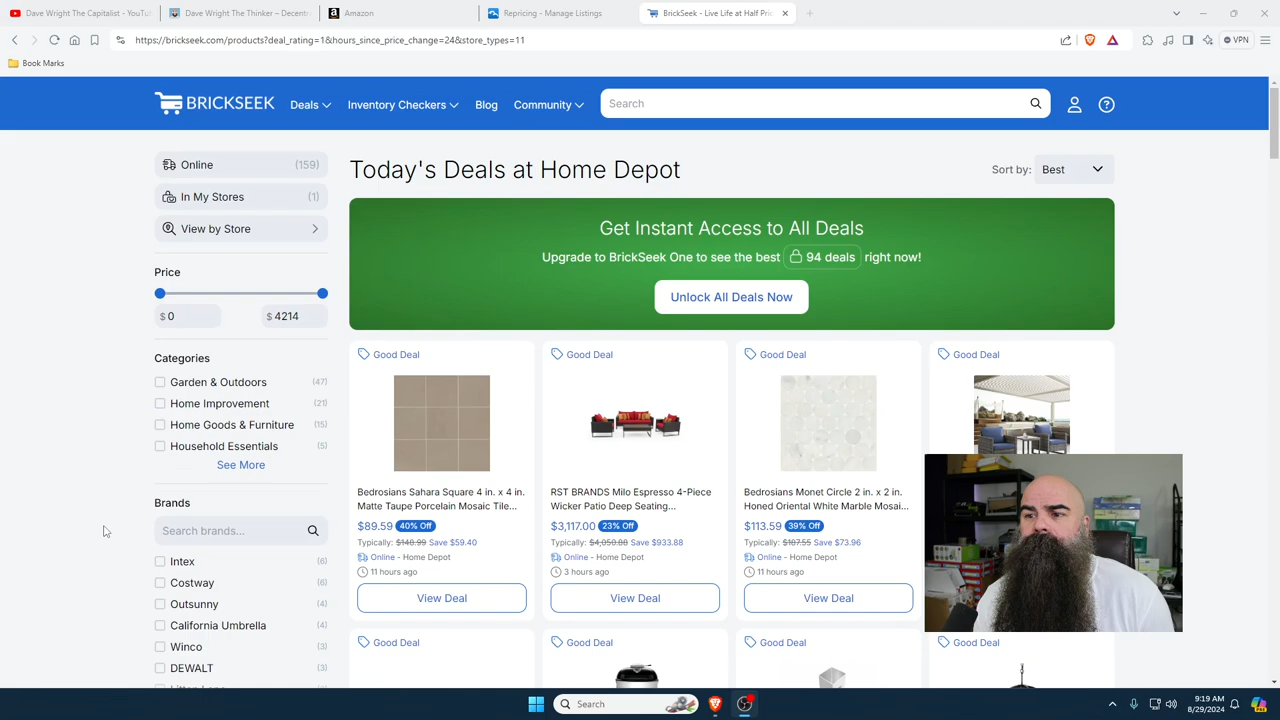 Dave Wright The Capitalist - YouTu
Dave Wright The Thinker – Decentr
Amazon
Repricing - Manage Listings
BrickSeek - Live Life at Half Pric
https://brickseek.com/products?deal_rating=1&hours_since_price_change=24&store_types=11
VPN
Book Marks
BRICKSEEK
Deals
Inventory Checkers
Blog
Community
Search
Online (159)
In My Stores (1)
View by Store
Today's Deals at Home Depot
Sort by: Best
Get Instant Access to All Deals
Upgrade to BrickSeek One to see the best 94 deals right now!
Unlock All Deals Now
Price
$ 0
$ 4214
Categories
Garden & Outdoors (47)
Home Improvement (21)
Home Goods & Furniture (15)
Household Essentials (5)
See More
Brands
Search brands...
Intex (6)
Costway (6)
Outsunny (4)
California Umbrella (4)
Winco (3)
DEWALT (3)
Good Deal
Bedrosians Sahara Square 4 in. x 4 in.
Matte Taupe Porcelain Mosaic Tile...
$89.59 40% Off
Typically: $148.99 Save $59.40
Online - Home Depot
11 hours ago
View Deal
Good Deal
RST BRANDS Milo Espresso 4-Piece
Wicker Patio Deep Seating...
$3,117.00 23% Off
Typically: $4,050.88 Save $933.88
Online - Home Depot
3 hours ago
View Deal
Good Deal
Bedrosians Monet Circle 2 in. x 2 in.
Honed Oriental White Marble Mosai...
$113.59 39% Off
Typically: $187.55 Save $73.96
Online - Home Depot
11 hours ago
View Deal
Good Deal
Good Deal
Good Deal
Good Deal
Good Deal
Search
9:19 AM
8/29/2024